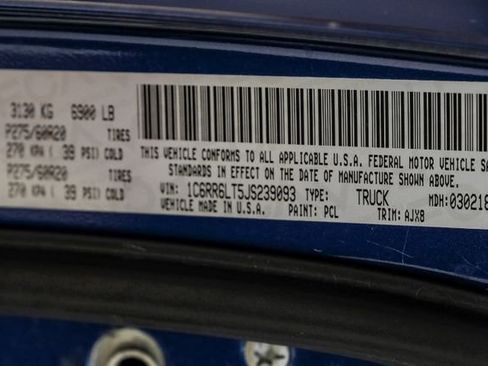 3130 KG 6900 LB
P275/60R20 TIRES
270 KPA ( 39 PSI) COLD
P275/60R20 TIRES
270 KPA ( 39 PSI) COLD
THIS VEHICLE CONFORMS TO ALL APPLICABLE U.S.A. FEDERAL MOTOR VEHICLE SA
STANDARDS IN EFFECT ON THE DATE OF MANUFACTURE SHOWN ABOVE.
VIN: 1C6RR6LT5JS239093 TYPE: TRUCK MDH: 030218
VEHICLE MADE IN U.S.A. PAINT: PCL TRIM: AJX8